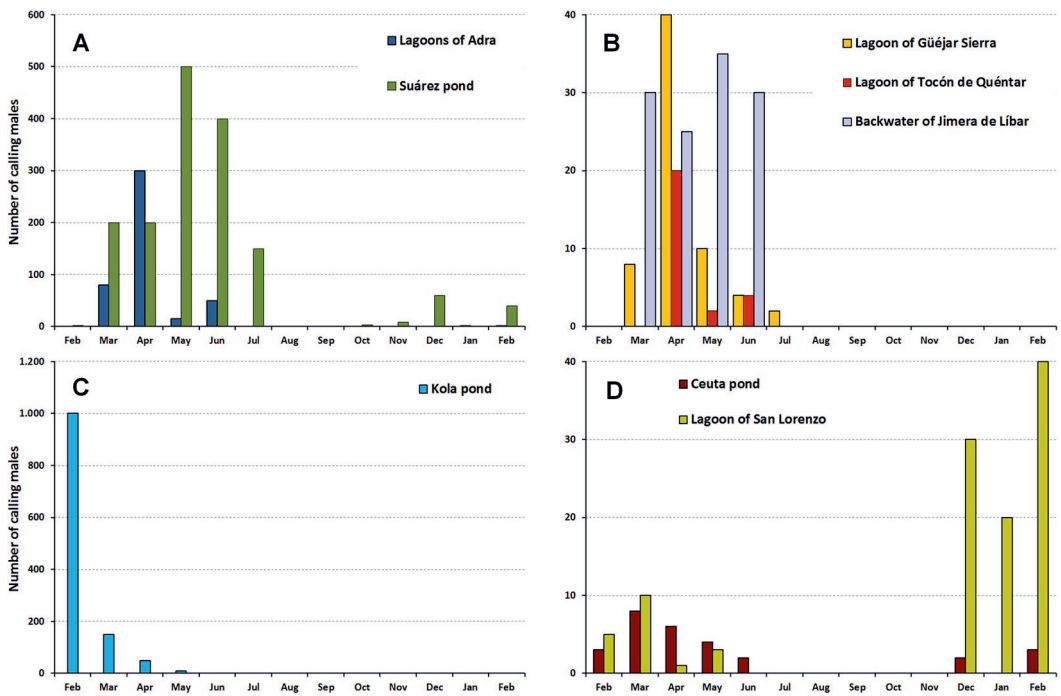 A
Number of calling males
600
500
400
300
200
100
0
Feb Mar Apr May Jun Jul Aug Sep Oct Nov Dec Jan Feb
Lagoons of Adra
Suárez pond
B
40
30
20
10
0
Mar Apr May Jun Jul Aug Sep Oct Nov Dec Jan Feb
Lagoon of Güéjar Sierra
Lagoon of Tocón de Quéntar
Backwater of Jimera de Líbar
C
Number of calling males
1.200
1.000
800
600
400
200
0
Feb Mar Apr May Jun Jul Aug Sep Oct Nov Dec Jan Feb
Kola pond
D
40
30
20
10
0
Feb Mar Apr May Jun Jul Aug Sep Oct Nov Dec Jan Feb
Ceuta pond
Lagoon of San Lorenzo